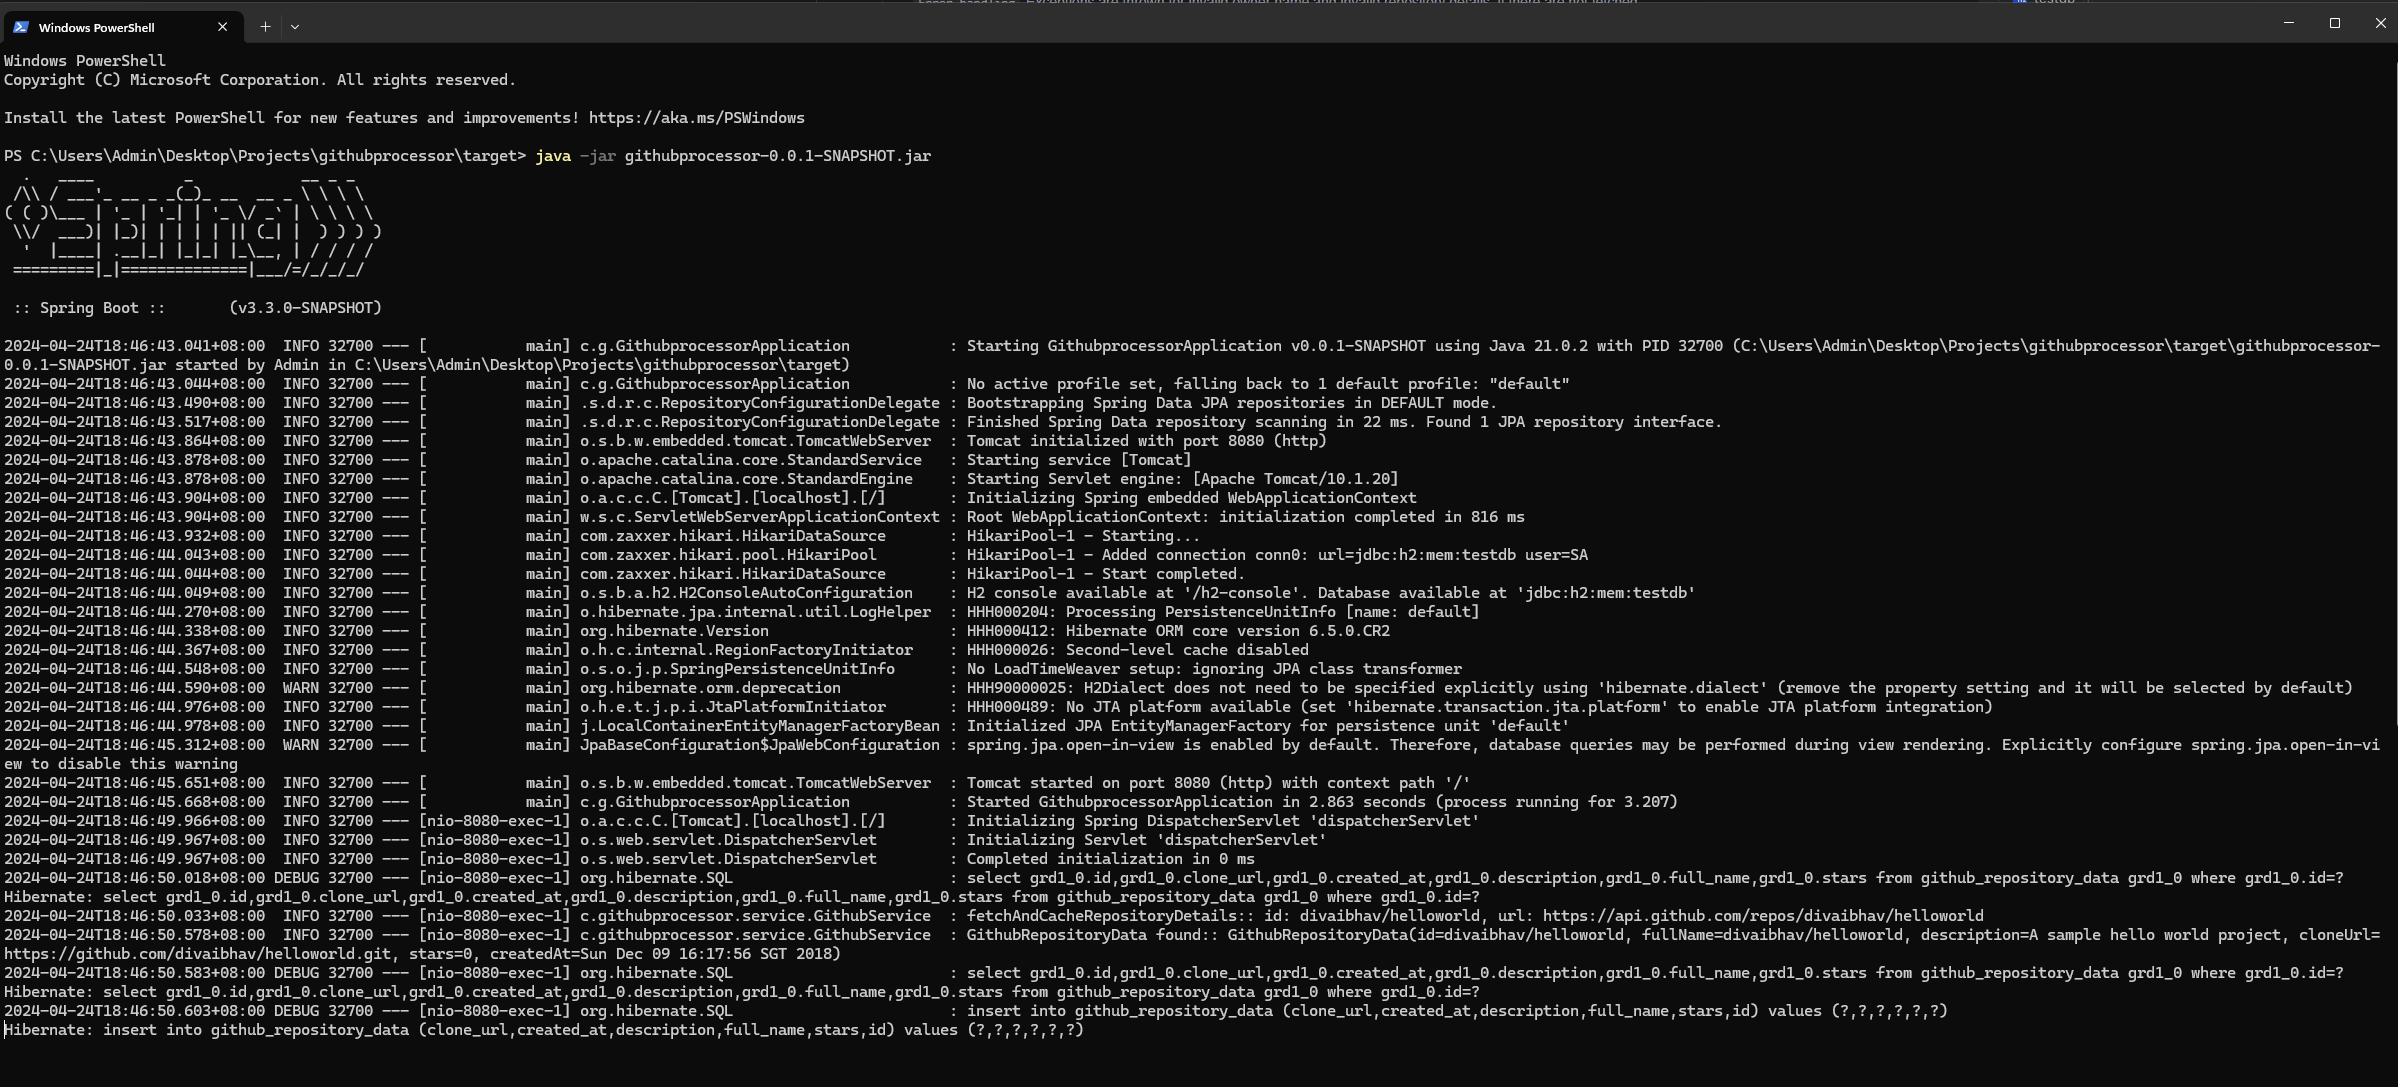 Windows PowerShell
Windows PowerShell
Copyright (C) Microsoft Corporation. All rights reserved.
Install the latest PowerShell for new features and improvements! https://aka.ms/PSWindows
PS C:\Users\Admin\Desktop\Projects\githubprocessor\target> java -jar githubprocessor-0.0.1-SNAPSHOT.jar
  .   ____          _            __ _ _
 /\\ / ___'_ __ _ _(_)_ __  __ _ \ \ \ \
( ( )\___ | '_ | '_| | '_ \/ _` | \ \ \ \
 \\/  ___)| |_)| | | | | || (_| |  ) ) ) )
  '  |____| .__|_| |_|_| |_\__, | / / / /
 =========|_|==============|___/=/_/_/_/
 :: Spring Boot ::       (v3.3.0-SNAPSHOT)
2024-04-24T18:46:43.041+08:00  INFO 32700 --- [           main] c.g.GithubprocessorApplication           : Starting GithubprocessorApplication v0.0.1-SNAPSHOT using Java 21.0.2 with PID 32700 (C:\Users\Admin\Desktop\Projects\githubprocessor\target\githubprocessor-
0.0.1-SNAPSHOT.jar started by Admin in C:\Users\Admin\Desktop\Projects\githubprocessor\target)
2024-04-24T18:46:43.044+08:00  INFO 32700 --- [           main] c.g.GithubprocessorApplication           : No active profile set, falling back to 1 default profile: "default"
2024-04-24T18:46:43.490+08:00  INFO 32700 --- [           main] .s.d.r.c.RepositoryConfigurationDelegate : Bootstrapping Spring Data JPA repositories in DEFAULT mode.
2024-04-24T18:46:43.517+08:00  INFO 32700 --- [           main] .s.d.r.c.RepositoryConfigurationDelegate : Finished Spring Data repository scanning in 22 ms. Found 1 JPA repository interface.
2024-04-24T18:46:43.864+08:00  INFO 32700 --- [           main] o.s.b.w.embedded.tomcat.TomcatWebServer  : Tomcat initialized with port 8080 (http)
2024-04-24T18:46:43.878+08:00  INFO 32700 --- [           main] o.apache.catalina.core.StandardService   : Starting service [Tomcat]
2024-04-24T18:46:43.878+08:00  INFO 32700 --- [           main] o.apache.catalina.core.StandardEngine    : Starting Servlet engine: [Apache Tomcat/10.1.20]
2024-04-24T18:46:43.904+08:00  INFO 32700 --- [           main] o.a.c.c.C.[Tomcat].[localhost].[/]       : Initializing Spring embedded WebApplicationContext
2024-04-24T18:46:43.904+08:00  INFO 32700 --- [           main] w.s.c.ServletWebServerApplicationContext : Root WebApplicationContext: initialization completed in 816 ms
2024-04-24T18:46:43.932+08:00  INFO 32700 --- [           main] com.zaxxer.hikari.HikariDataSource       : HikariPool-1 - Starting...
2024-04-24T18:46:44.043+08:00  INFO 32700 --- [           main] com.zaxxer.hikari.pool.HikariPool        : HikariPool-1 - Added connection conn0: url=jdbc:h2:mem:testdb user=SA
2024-04-24T18:46:44.044+08:00  INFO 32700 --- [           main] com.zaxxer.hikari.HikariDataSource       : HikariPool-1 - Start completed.
2024-04-24T18:46:44.049+08:00  INFO 32700 --- [           main] o.s.b.a.h2.H2ConsoleAutoConfiguration    : H2 console available at '/h2-console'. Database available at 'jdbc:h2:mem:testdb'
2024-04-24T18:46:44.270+08:00  INFO 32700 --- [           main] o.hibernate.jpa.internal.util.LogHelper  : HHH000204: Processing PersistenceUnitInfo [name: default]
2024-04-24T18:46:44.338+08:00  INFO 32700 --- [           main] org.hibernate.Version                    : HHH000412: Hibernate ORM core version 6.5.0.CR2
2024-04-24T18:46:44.367+08:00  INFO 32700 --- [           main] o.h.c.internal.RegionFactoryInitiator    : HHH000026: Second-level cache disabled
2024-04-24T18:46:44.548+08:00  INFO 32700 --- [           main] o.s.o.j.p.SpringPersistenceUnitInfo      : No LoadTimeWeaver setup: ignoring JPA class transformer
2024-04-24T18:46:44.590+08:00  WARN 32700 --- [           main] org.hibernate.orm.deprecation            : HHH90000025: H2Dialect does not need to be specified explicitly using 'hibernate.dialect' (remove the property setting and it will be selected by default)
2024-04-24T18:46:44.976+08:00  INFO 32700 --- [           main] o.h.e.t.j.p.i.JtaPlatformInitiator       : HHH000489: No JTA platform available (set 'hibernate.transaction.jta.platform' to enable JTA platform integration)
2024-04-24T18:46:44.978+08:00  INFO 32700 --- [           main] j.LocalContainerEntityManagerFactoryBean : Initialized JPA EntityManagerFactory for persistence unit 'default'
2024-04-24T18:46:45.312+08:00  WARN 32700 --- [           main] JpaBaseConfiguration$JpaWebConfiguration : spring.jpa.open-in-view is enabled by default. Therefore, database queries may be performed during view rendering. Explicitly configure spring.jpa.open-in-vi
ew to disable this warning
2024-04-24T18:46:45.651+08:00  INFO 32700 --- [           main] o.s.b.w.embedded.tomcat.TomcatWebServer  : Tomcat started on port 8080 (http) with context path '/'
2024-04-24T18:46:45.668+08:00  INFO 32700 --- [           main] c.g.GithubprocessorApplication           : Started GithubprocessorApplication in 2.863 seconds (process running for 3.207)
2024-04-24T18:46:49.966+08:00  INFO 32700 --- [nio-8080-exec-1] o.a.c.c.C.[Tomcat].[localhost].[/]       : Initializing Spring DispatcherServlet 'dispatcherServlet'
2024-04-24T18:46:49.967+08:00  INFO 32700 --- [nio-8080-exec-1] o.s.web.servlet.DispatcherServlet        : Initializing Servlet 'dispatcherServlet'
2024-04-24T18:46:49.967+08:00  INFO 32700 --- [nio-8080-exec-1] o.s.web.servlet.DispatcherServlet        : Completed initialization in 0 ms
2024-04-24T18:46:50.018+08:00 DEBUG 32700 --- [nio-8080-exec-1] org.hibernate.SQL                        : select grd1_0.id,grd1_0.clone_url,grd1_0.created_at,grd1_0.description,grd1_0.full_name,grd1_0.stars from github_repository_data grd1_0 where grd1_0.id=?
Hibernate: select grd1_0.id,grd1_0.clone_url,grd1_0.created_at,grd1_0.description,grd1_0.full_name,grd1_0.stars from github_repository_data grd1_0 where grd1_0.id=?
2024-04-24T18:46:50.033+08:00  INFO 32700 --- [nio-8080-exec-1] c.githubprocessor.service.GithubService  : fetchAndCacheRepositoryDetails:: id: divaibhav/helloworld, url: https://api.github.com/repos/divaibhav/helloworld
2024-04-24T18:46:50.578+08:00  INFO 32700 --- [nio-8080-exec-1] c.githubprocessor.service.GithubService  : GithubRepositoryData found:: GithubRepositoryData(id=divaibhav/helloworld, fullName=divaibhav/helloworld, description=A sample hello world project, cloneUrl=
https://github.com/divaibhav/helloworld.git, stars=0, createdAt=Sun Dec 09 16:17:56 SGT 2018)
2024-04-24T18:46:50.583+08:00 DEBUG 32700 --- [nio-8080-exec-1] org.hibernate.SQL                        : select grd1_0.id,grd1_0.clone_url,grd1_0.created_at,grd1_0.description,grd1_0.full_name,grd1_0.stars from github_repository_data grd1_0 where grd1_0.id=?
Hibernate: select grd1_0.id,grd1_0.clone_url,grd1_0.created_at,grd1_0.description,grd1_0.full_name,grd1_0.stars from github_repository_data grd1_0 where grd1_0.id=?
2024-04-24T18:46:50.603+08:00 DEBUG 32700 --- [nio-8080-exec-1] org.hibernate.SQL                        : insert into github_repository_data (clone_url,created_at,description,full_name,stars,id) values (?,?,?,?,?,?)
Hibernate: insert into github_repository_data (clone_url,created_at,description,full_name,stars,id) values (?,?,?,?,?,?)